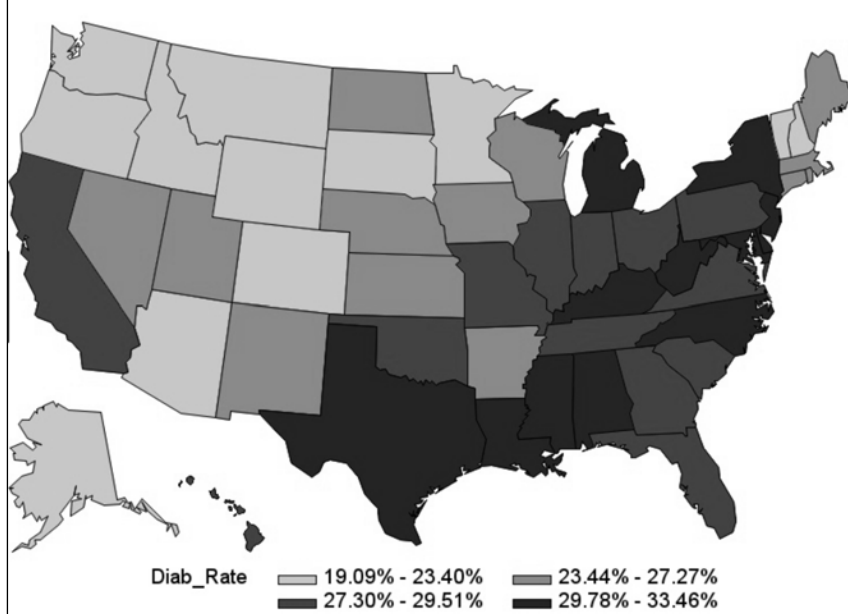 Diab_Rate 19.09% - 23.40% 23.44% - 27.27%
27.30% - 29.51% 29.78% - 33.46%